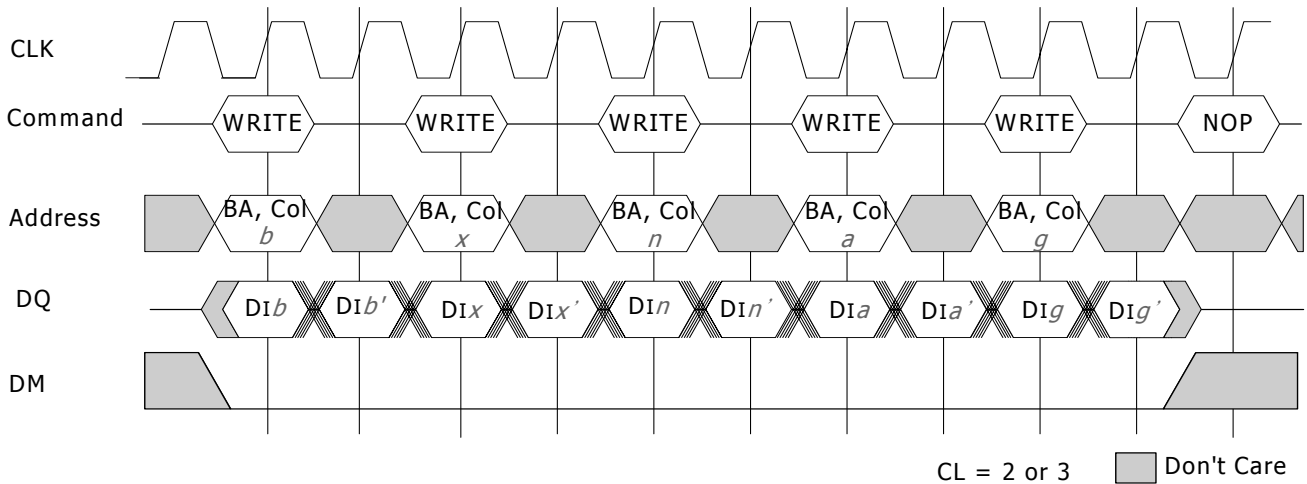 CLK
Command WRITE WRITE WRITE WRITE WRITE NOP
Address BA, Col BA, Col BA, Col BA, Col BA, Col
b x n a g
DQ DIb DIb' DIx DIx’ DIn DIn’ DIa DIa’ DIg DIg’
DM
CL = 2 or 3 Don't Care